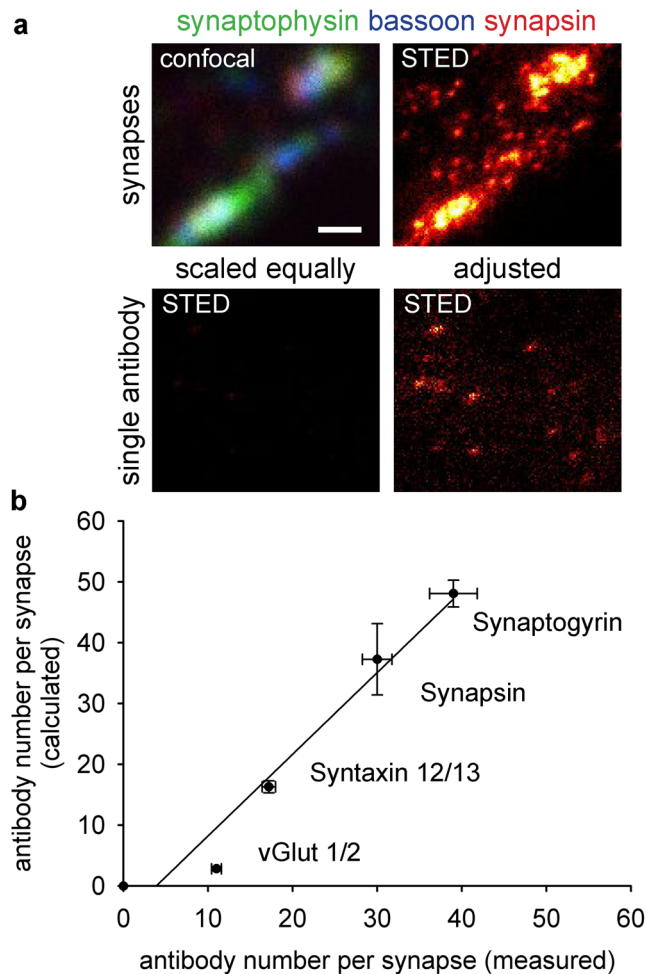 a
synaptophysin bassoon synapsin
synapses
confocal
STED
scaled equally
adjusted
single antibody
STED
STED
b
antibody number per synapse
(calculated)
60
50
40
30
20
10
0
Synaptogyrin
Synapsin
Syntaxin 12/13
vGlut 1/2
0 10 20 30 40 50 60
antibody number per synapse (measured)